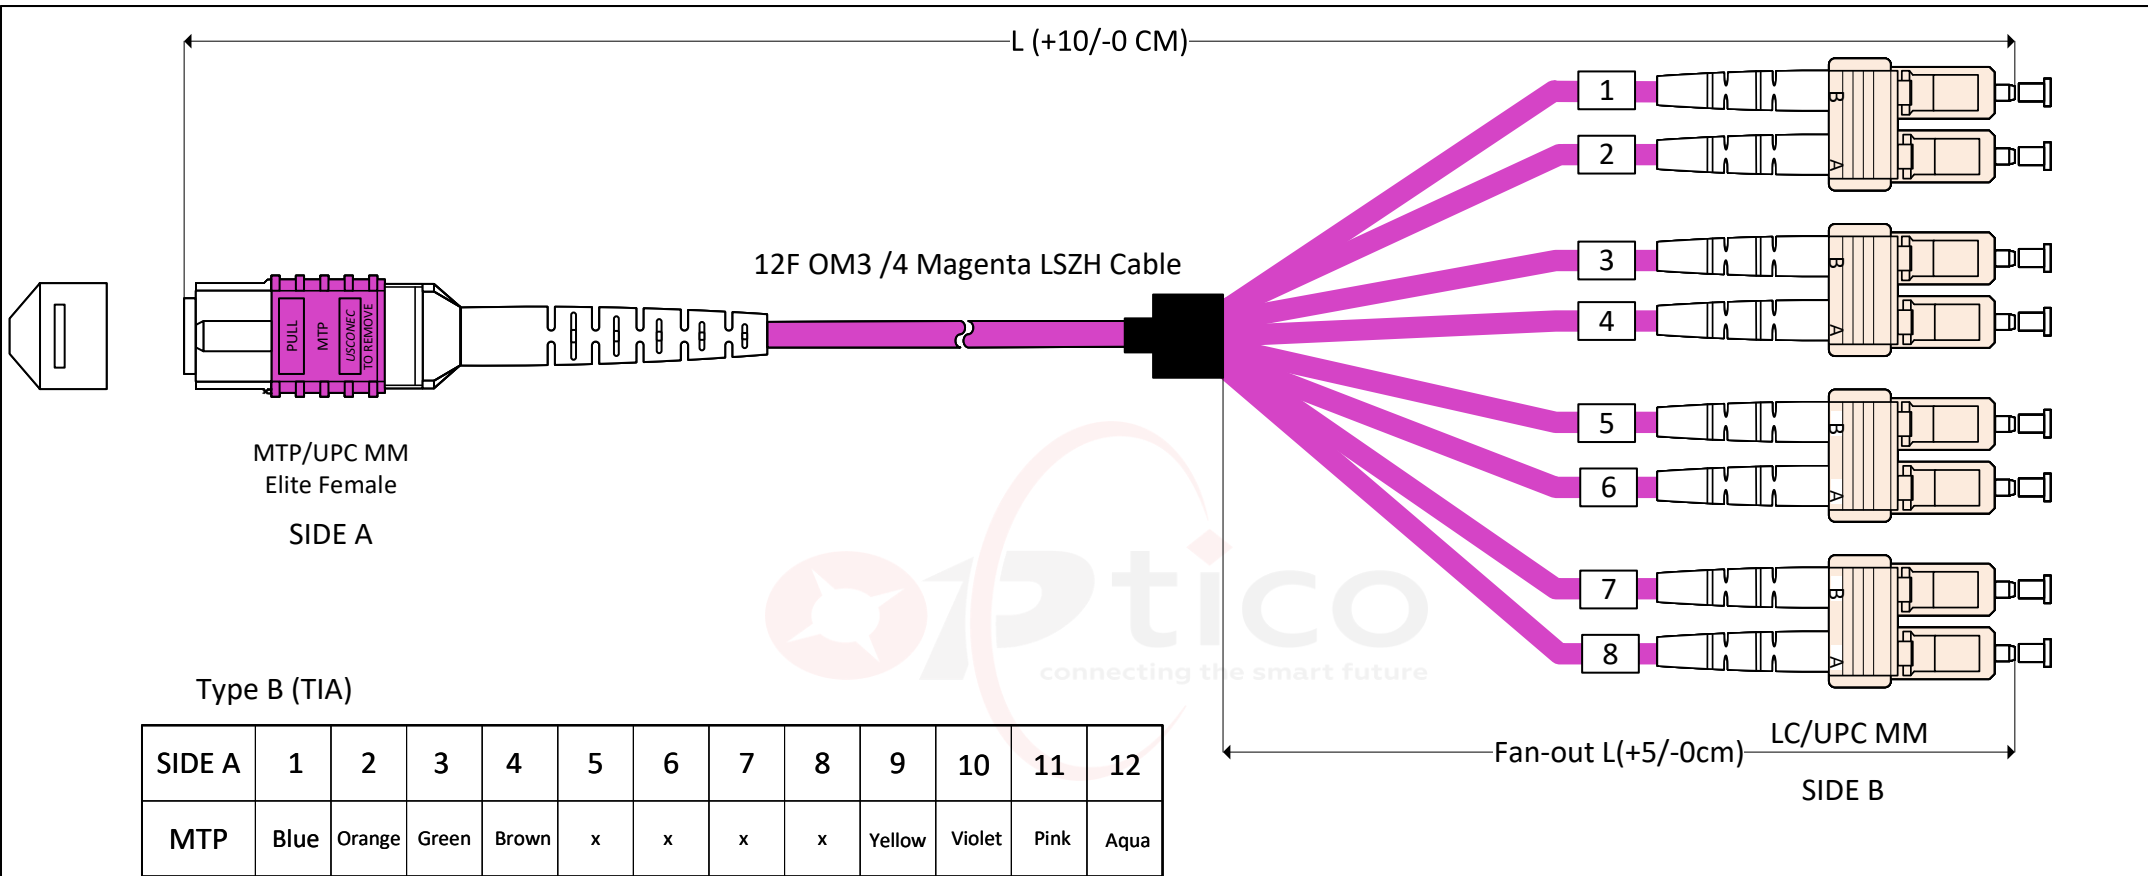 L (+10/-0 CM)
1
B
2
A
3
B
4
A
5
B
6
A
7
B
8
A
12F OM3 /4 Magenta LSZH Cable
PULL
MTP
USCONEC
TO REMOVE
MTP/UPC MM
Elite Female
SIDE A
OPtico
connecting the smart future
Fan-out L(+5/-0cm)
LC/UPC MM
SIDE B
Type B (TIA)
SIDE A 1 2 3 4 5 6 7 8 9 10 11 12
MTP Blue Orange Green Brown x x x x Yellow Violet Pink Aqua